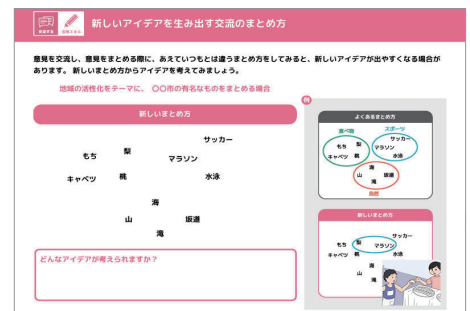 新しいアイデアを生み出す交流のまとめ方
意見を交流し、意見をまとめる際に、あえていつもとは違うまとめ方をしてみると、新しいアイデアが出やすくなる場合が
あります。新しいまとめ方からアイデアを考えてみましょう。
地域の活性化をテーマに、 〇〇市の有名なものをまとめる場合
新しいまとめ方
サッカー
もち 梨 マラソン
キャベツ 桃 水泳
海
山 坂道
滝
どんなアイデアが考えられますか？
例
よくあるまとめ方
食べ物 スポーツ
サッカー
もち 梨 マラソン
キャベツ 桃 水泳
海
山 坂道
滝
自然
新しいまとめ方
サッカー
もち 梨 マラソン
キャベツ 桃 水泳
海
山
滝